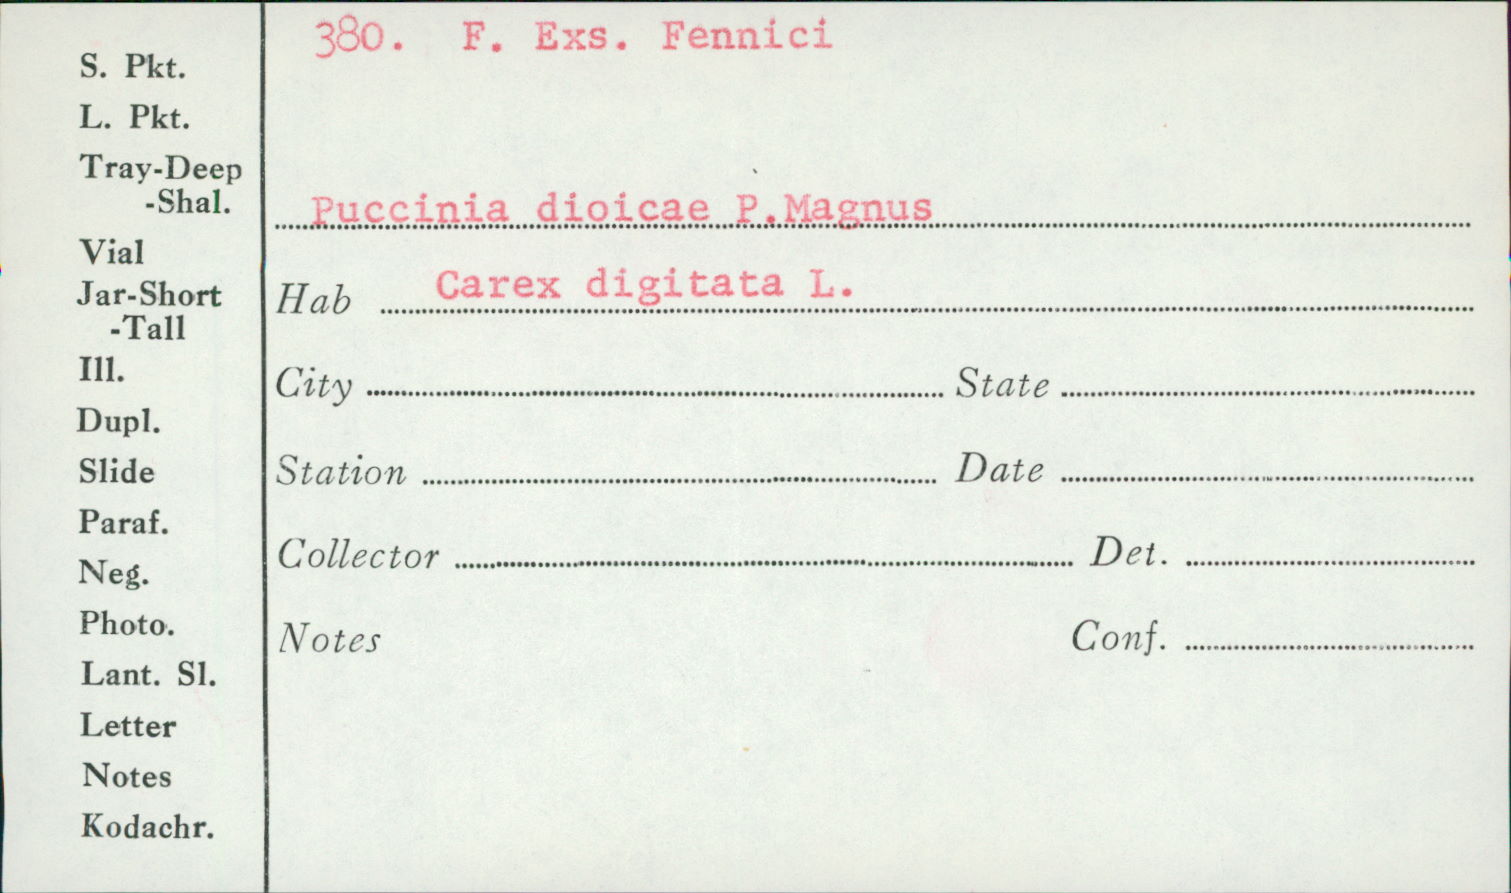 380. F. Exs. Fennici
S. Pkt.
L. Pkt.
Tray-Deep
-Shal.
Puccinia dioicae P.Magnus
Vial
Jar-Short
-Tall
Hab Carex digitata L.
Ill.
City State
Dupl.
Slide
Station Date
Paraf.
Collector Det.
Neg.
Photo.
Notes Conf.
Lant. Sl.
Letter
Notes
Kodachr.